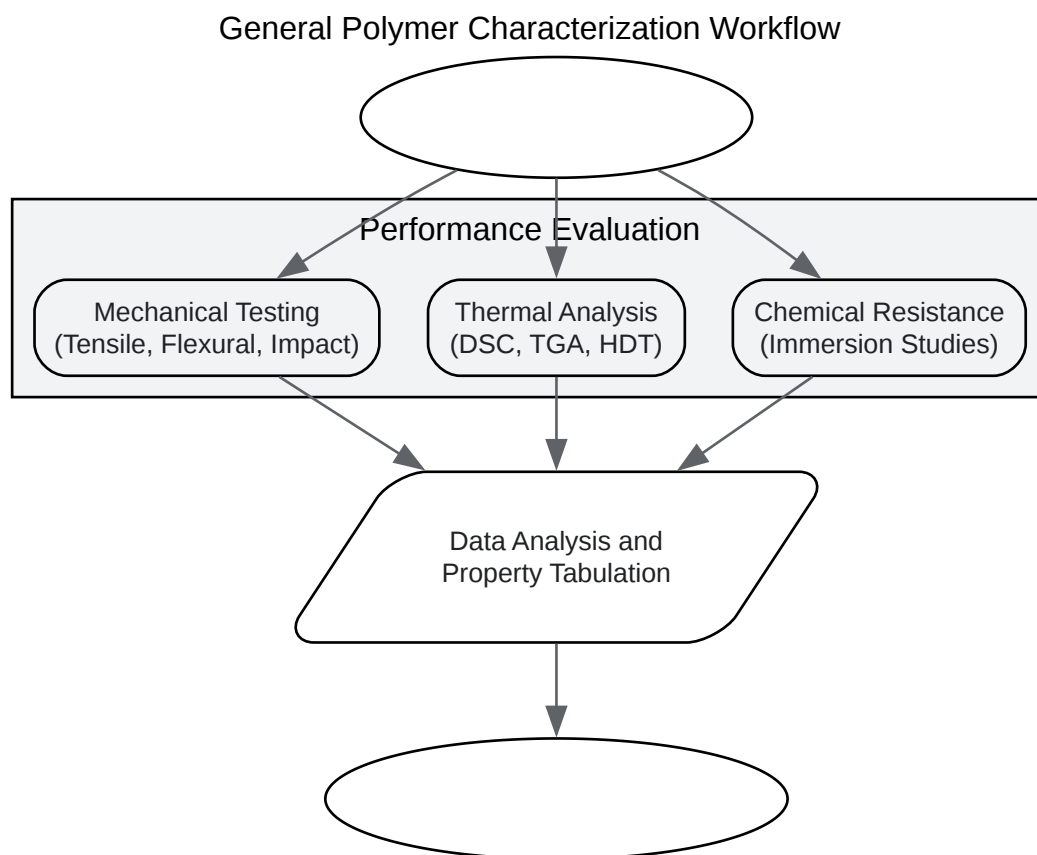 General Polymer Characterization Workflow
Performance Evaluation
Mechanical Testing
(Tensile, Flexural, Impact)
Thermal Analysis
(DSC, TGA, HDT)
Chemical Resistance
(Immersion Studies)
Data Analysis and
Property Tabulation